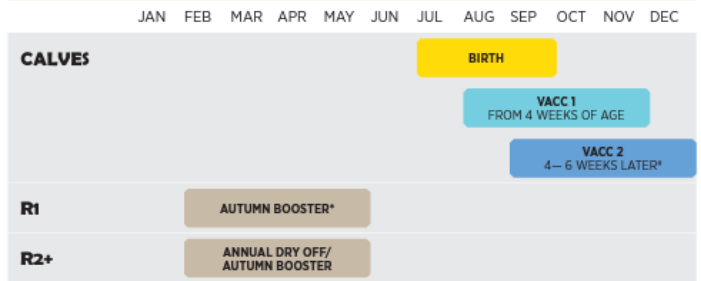 JAN FEB MAR APR MAY JUN JUL AUG SEP OCT NOV DEC
CALVES
BIRTH
VACC 1
FROM 4 WEEKS OF AGE
VACC 2
4— 6 WEEKS LATER*
R1
AUTUMN BOOSTER*
R2+
ANNUAL DRY OFF/
AUTUMN BOOSTER